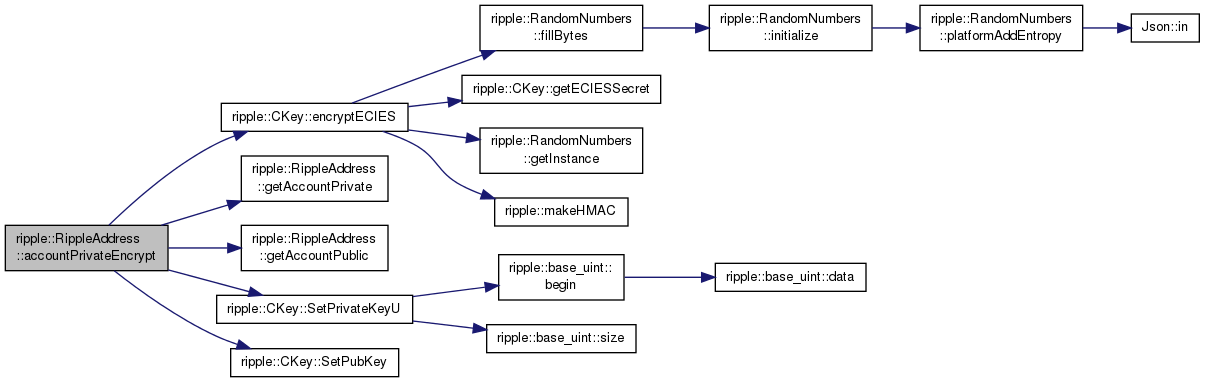 ripple::RandomNumbers
::fillBytes
ripple::RandomNumbers
::initialize
ripple::RandomNumbers
::platformAddEntropy
Json::in
ripple::CKey::getECIESSecret
ripple::CKey::encryptECIES
ripple::RandomNumbers
::getInstance
ripple::RippleAddress
::getAccountPrivate
ripple::makeHMAC
ripple::RippleAddress
::accountPrivateEncrypt
ripple::RippleAddress
::getAccountPublic
ripple::base_uint::
begin
ripple::base_uint::data
ripple::CKey::SetPrivateKeyU
ripple::base_uint::size
ripple::CKey::SetPubKey